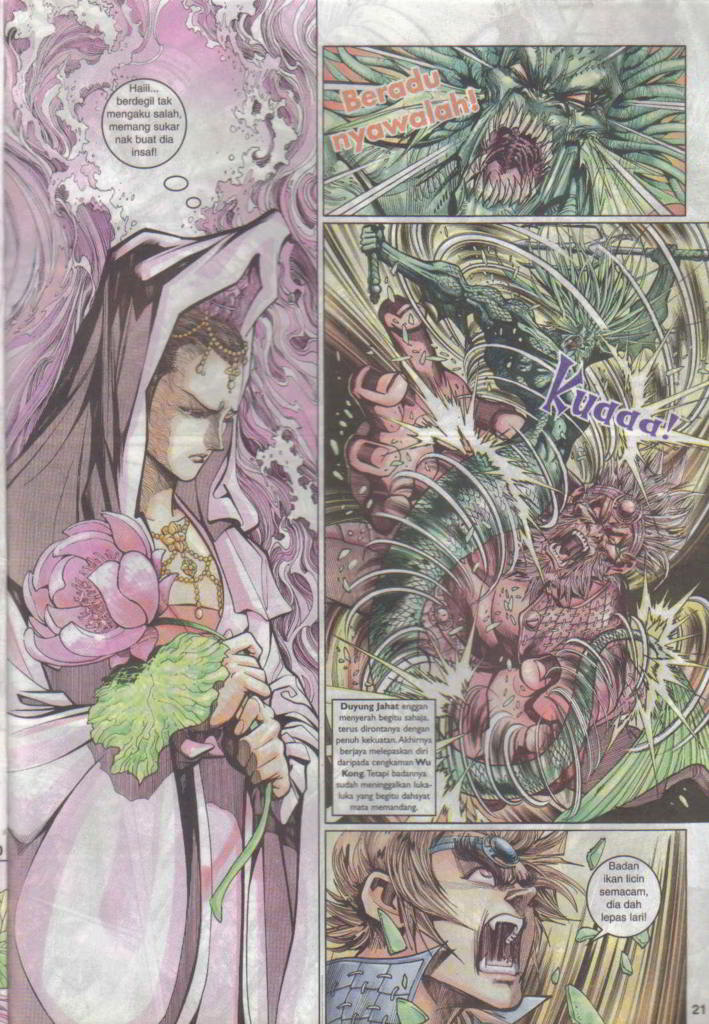 Haiii...
berdegil tak
mengaku salah,
memang sukar
nak buat dia
insaf!
Beradu
nyawalah!
Kuaaa!
Duyung Jahat enggan
menyerah begitu sahaja,
terus dirontanya dengan
penuh kekuatan. Akhirnya
berjaya melepaskan diri
daripada cengkaman Wu
Kong. Tetapi badannya
sudah meninggalkan luka-
luka yang begitu dahsyat
mata memandang.
Badan
ikan licin
semacam,
dia dah
lepas lari!
21